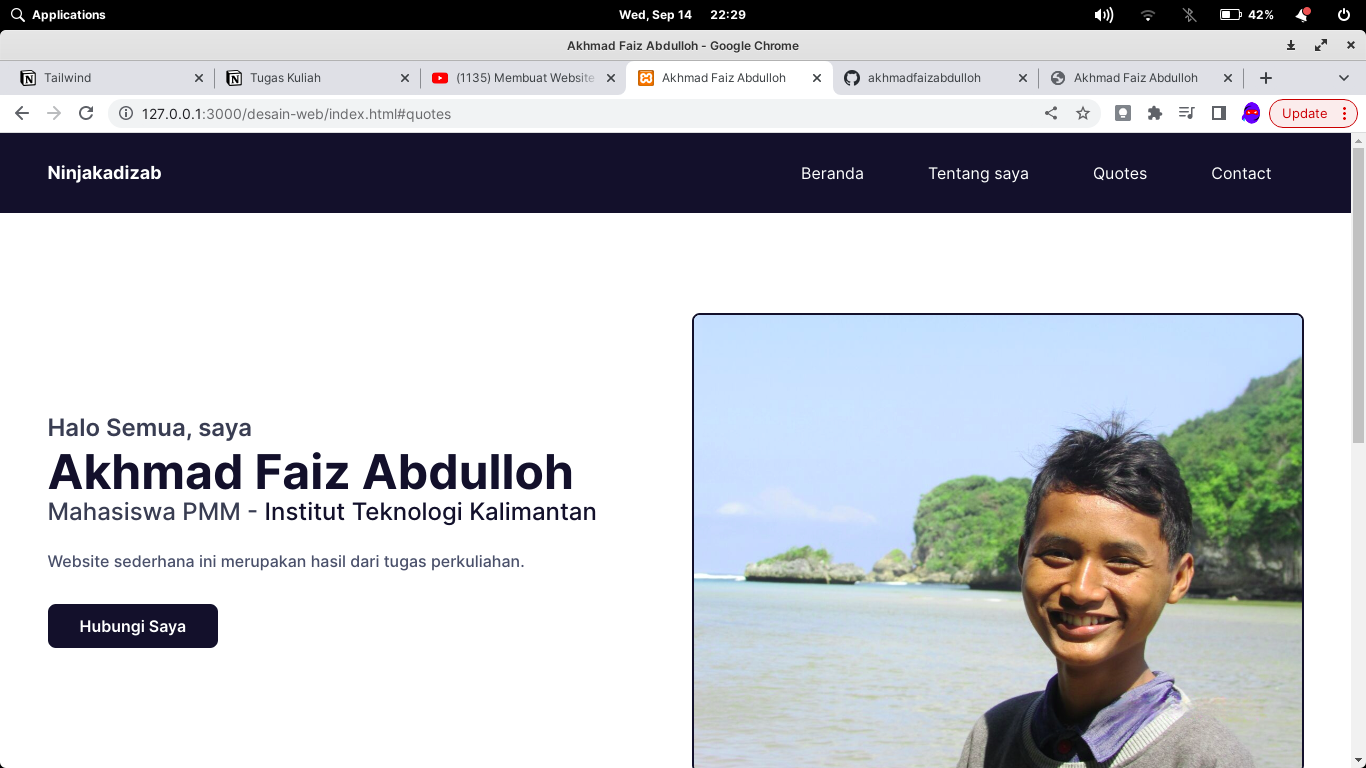 Applications
Wed, Sep 14 22:29
42%
Akhmad Faiz Abdulloh - Google Chrome
Tailwind
Tugas Kuliah
(1135) Membuat Website
Akhmad Faiz Abdulloh
akhmadfaizabdulloh
Akhmad Faiz Abdulloh
127.0.0.1:3000/desain-web/index.html#quotes
Update
Ninjakadizab
Beranda
Tentang saya
Quotes
Contact
Halo Semua, saya
Akhmad Faiz Abdulloh
Mahasiswa PMM - Institut Teknologi Kalimantan
Website sederhana ini merupakan hasil dari tugas perkuliahan.
Hubungi Saya